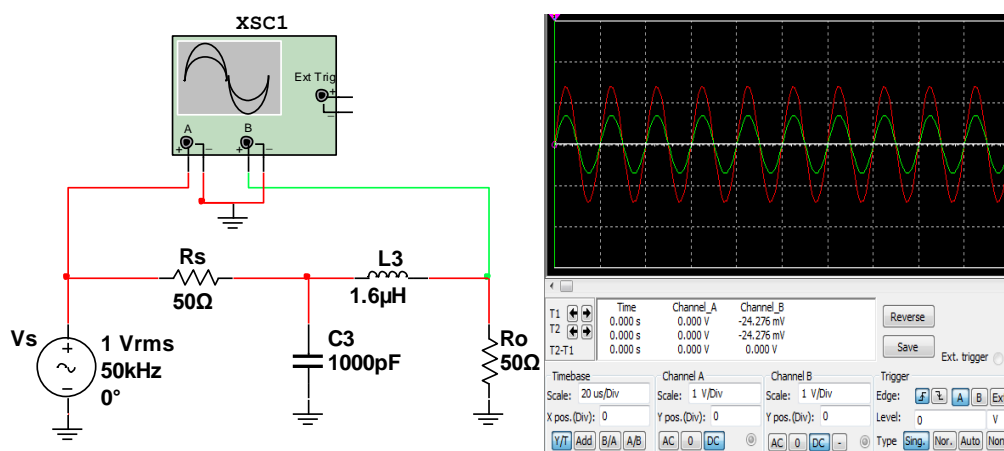 XSC1
Ext Trig
+
−
A
B
+ − + −
Rs
50Ω
L3
1.6µH
Vs
1 Vrms
50kHz
0°
C3
1000pF
Ro
50Ω
T1
T2
T2-T1
Time Channel_A Channel_B
0.000 s 0.000 V -24.276 mV
0.000 s 0.000 V -24.276 mV
0.000 s 0.000 V 0.000 V
Reverse
Save
Ext. trigger
Timebase
Scale: 20 us/Div
X pos.(Div): 0
Y/T Add B/A A/B
Channel A
Scale: 1 V/Div
Y pos.(Div): 0
AC 0 DC
Channel B
Scale: 1 V/Div
Y pos.(Div): 0
AC 0 DC -
Trigger
Edge: A B Ext
Level: 0 V
Type Sing. Nor. Auto Non